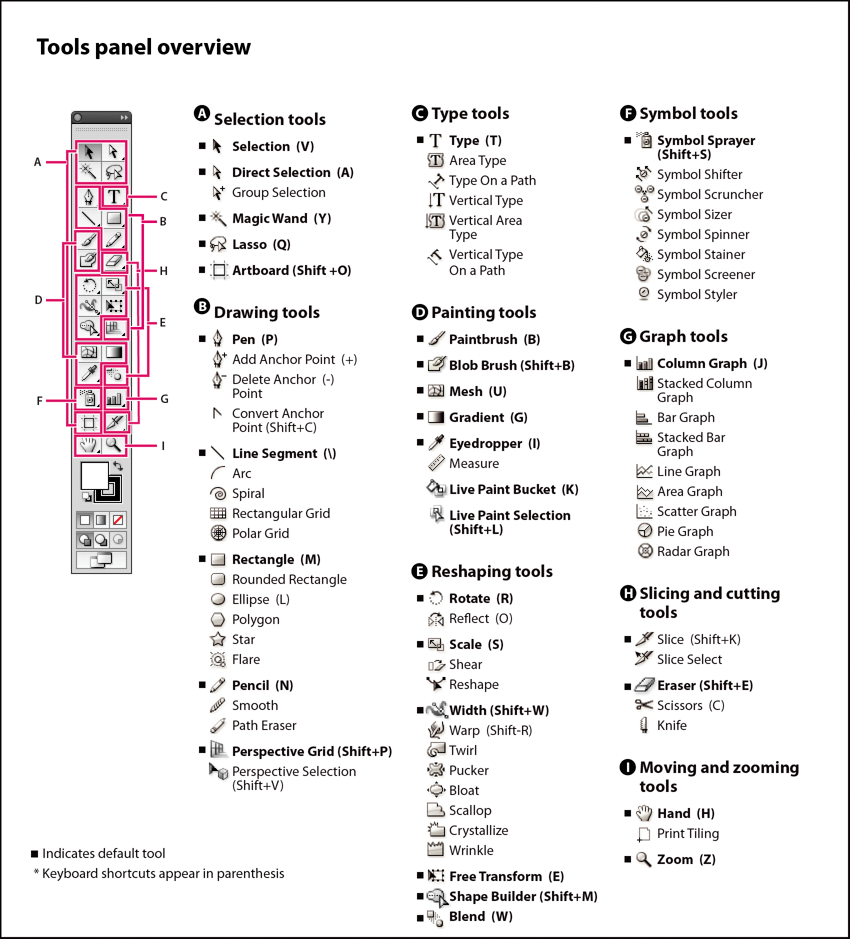 Tools panel overview
A
C
B
H
D
E
F
G
I
T
A Selection tools
Selection (V)
Direct Selection (A)
Group Selection
Magic Wand (Y)
Lasso (Q)
Artboard (Shift +O)
B Drawing tools
Pen (P)
Add Anchor Point (+)
Delete Anchor (-)
Point
Convert Anchor
Point (Shift+C)
Line Segment (\)
Arc
Spiral
Rectangular Grid
Polar Grid
Rectangle (M)
Rounded Rectangle
Ellipse (L)
Polygon
Star
Flare
Pencil (N)
Smooth
Path Eraser
Perspective Grid (Shift+P)
Perspective Selection
(Shift+V)
C Type tools
T Type (T)
T Area Type
Type On a Path
T Vertical Type
T Vertical Area
Type
Vertical Type
On a Path
D Painting tools
Paintbrush (B)
Blob Brush (Shift+B)
Mesh (U)
Gradient (G)
Eyedropper (I)
Measure
Live Paint Bucket (K)
Live Paint Selection
(Shift+L)
E Reshaping tools
Rotate (R)
Reflect (O)
Scale (S)
Shear
Reshape
Width (Shift+W)
Warp (Shift-R)
Twirl
Pucker
Bloat
Scallop
Crystallize
Wrinkle
Free Transform (E)
Shape Builder (Shift+M)
Blend (W)
F Symbol tools
Symbol Sprayer
(Shift+S)
Symbol Shifter
Symbol Scruncher
Symbol Sizer
Symbol Spinner
Symbol Stainer
Symbol Screener
Symbol Styler
G Graph tools
Column Graph (J)
Stacked Column
Graph
Bar Graph
Stacked Bar
Graph
Line Graph
Area Graph
Scatter Graph
Pie Graph
Radar Graph
H Slicing and cutting
tools
Slice (Shift+K)
Slice Select
Eraser (Shift+E)
Scissors (C)
Knife
I Moving and zooming
tools
Hand (H)
Print Tiling
Zoom (Z)
■ Indicates default tool
* Keyboard shortcuts appear in parenthesis